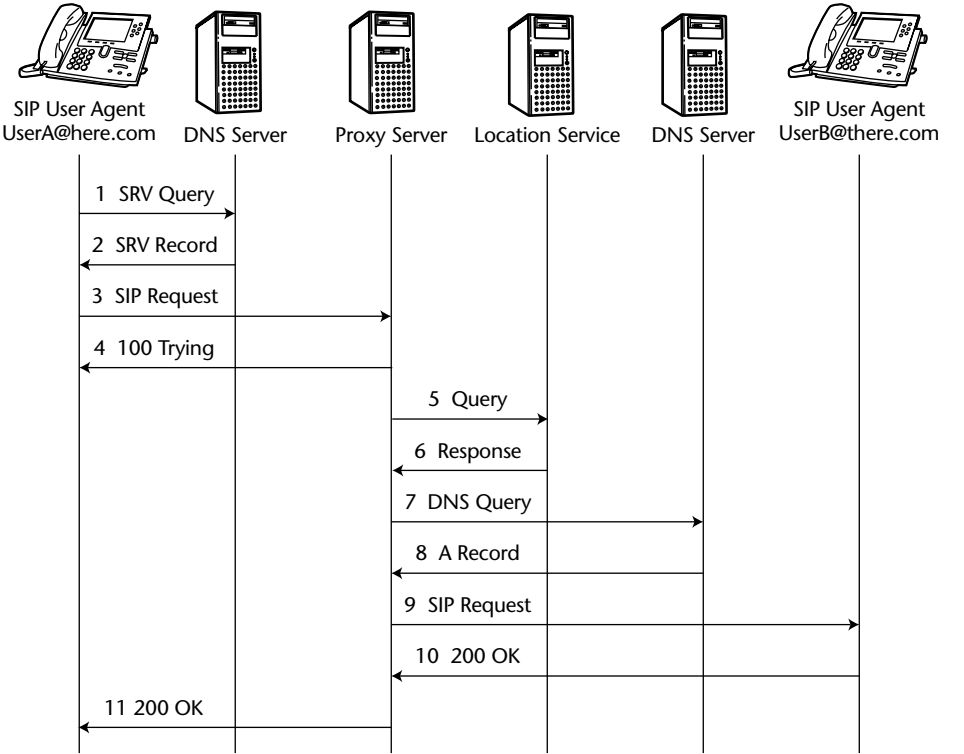 SIP User Agent
UserA@here.com
DNS Server
Proxy Server
Location Service
DNS Server
SIP User Agent
UserB@there.com
1 SRV Query
2 SRV Record
3 SIP Request
4 100 Trying
5 Query
6 Response
7 DNS Query
8 A Record
9 SIP Request
10 200 OK
11 200 OK